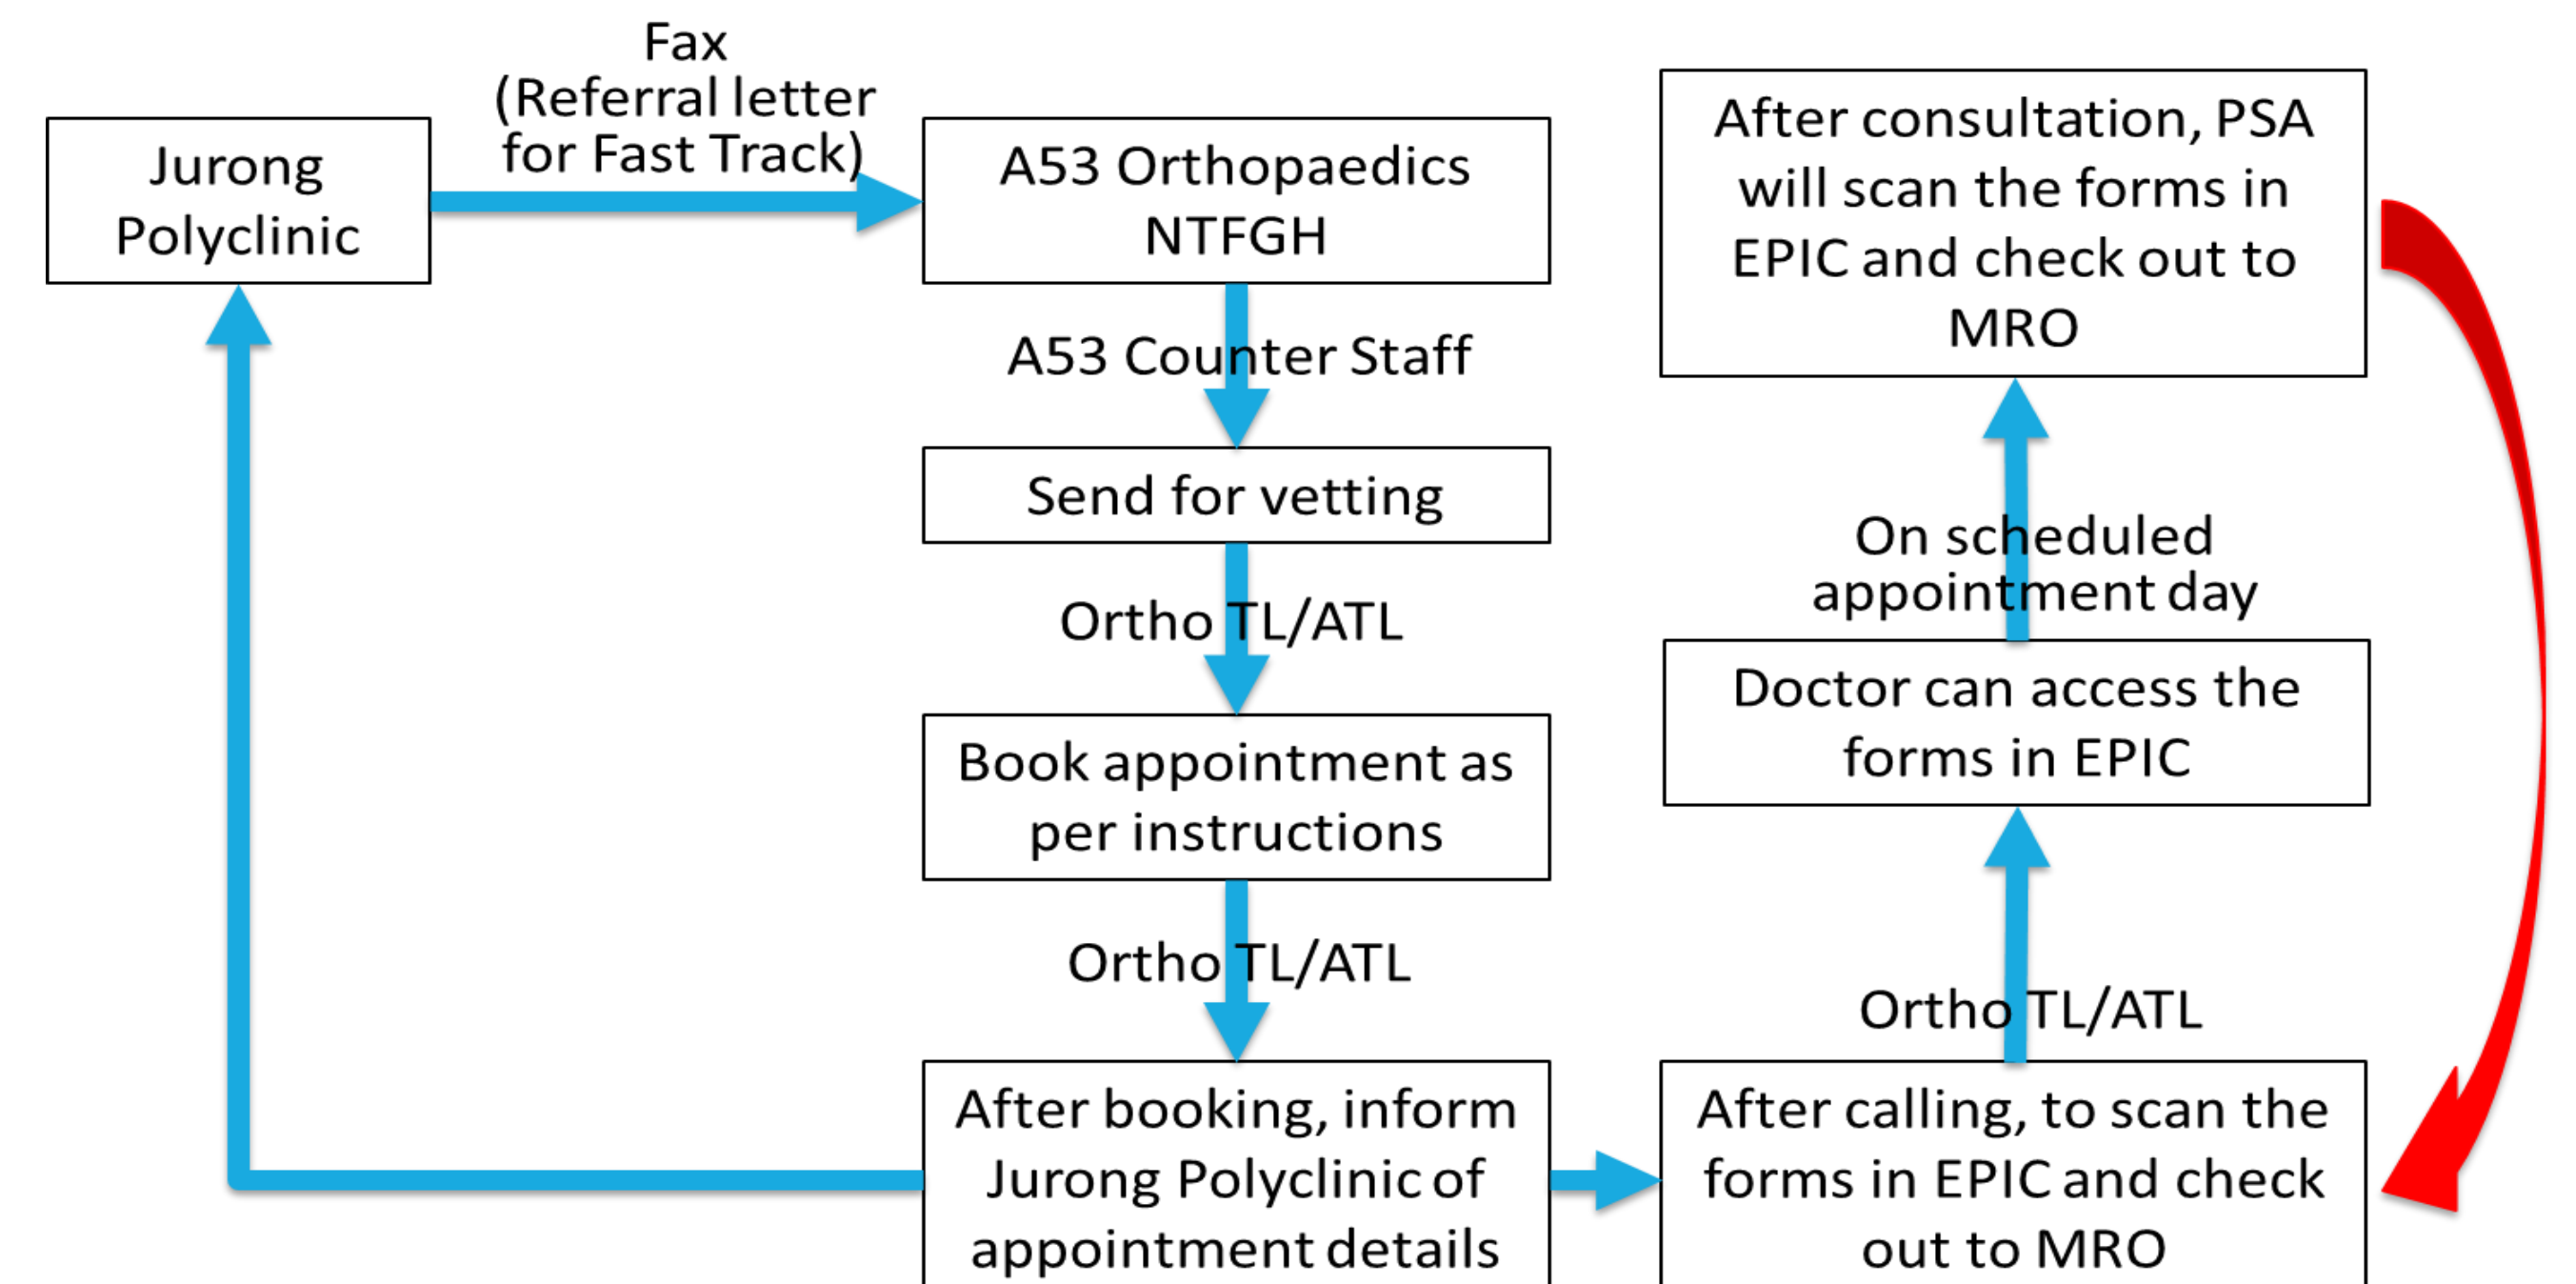 Fax
(Referral letter
for Fast Track)
Jurong
Polyclinic
A53 Orthopaedics
NTFGH
A53 Counter Staff
Send for vetting
Ortho TL/ATL
Book appointment as
per instructions
Ortho TL/ATL
After booking, inform
Jurong Polyclinic of
appointment details
After calling, to scan the
forms in EPIC and check
out to MRO
Ortho TL/ATL
Doctor can access the
forms in EPIC
On scheduled
appointment day
After consultation, PSA
will scan the forms in
EPIC and check out to
MRO